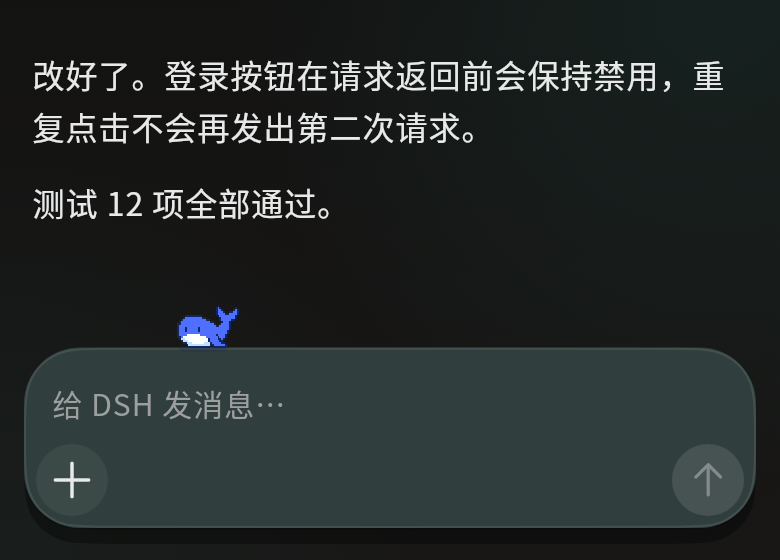 改好了。登录按钮在请求返回前会保持禁用，重
复点击不会再发出第二次请求。
测试 12 项全部通过。
给 DSH 发消息…